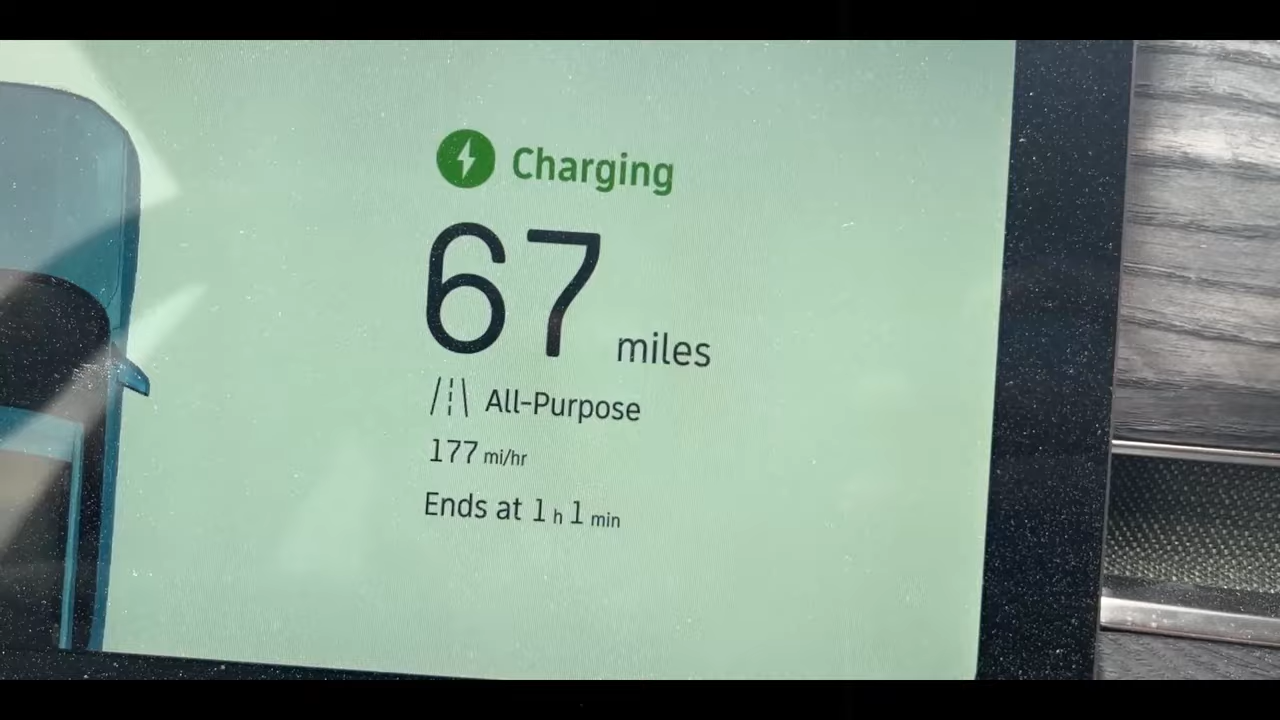 Charging
67 miles
All-Purpose
177 mi/hr
Ends at 1 h 1 min